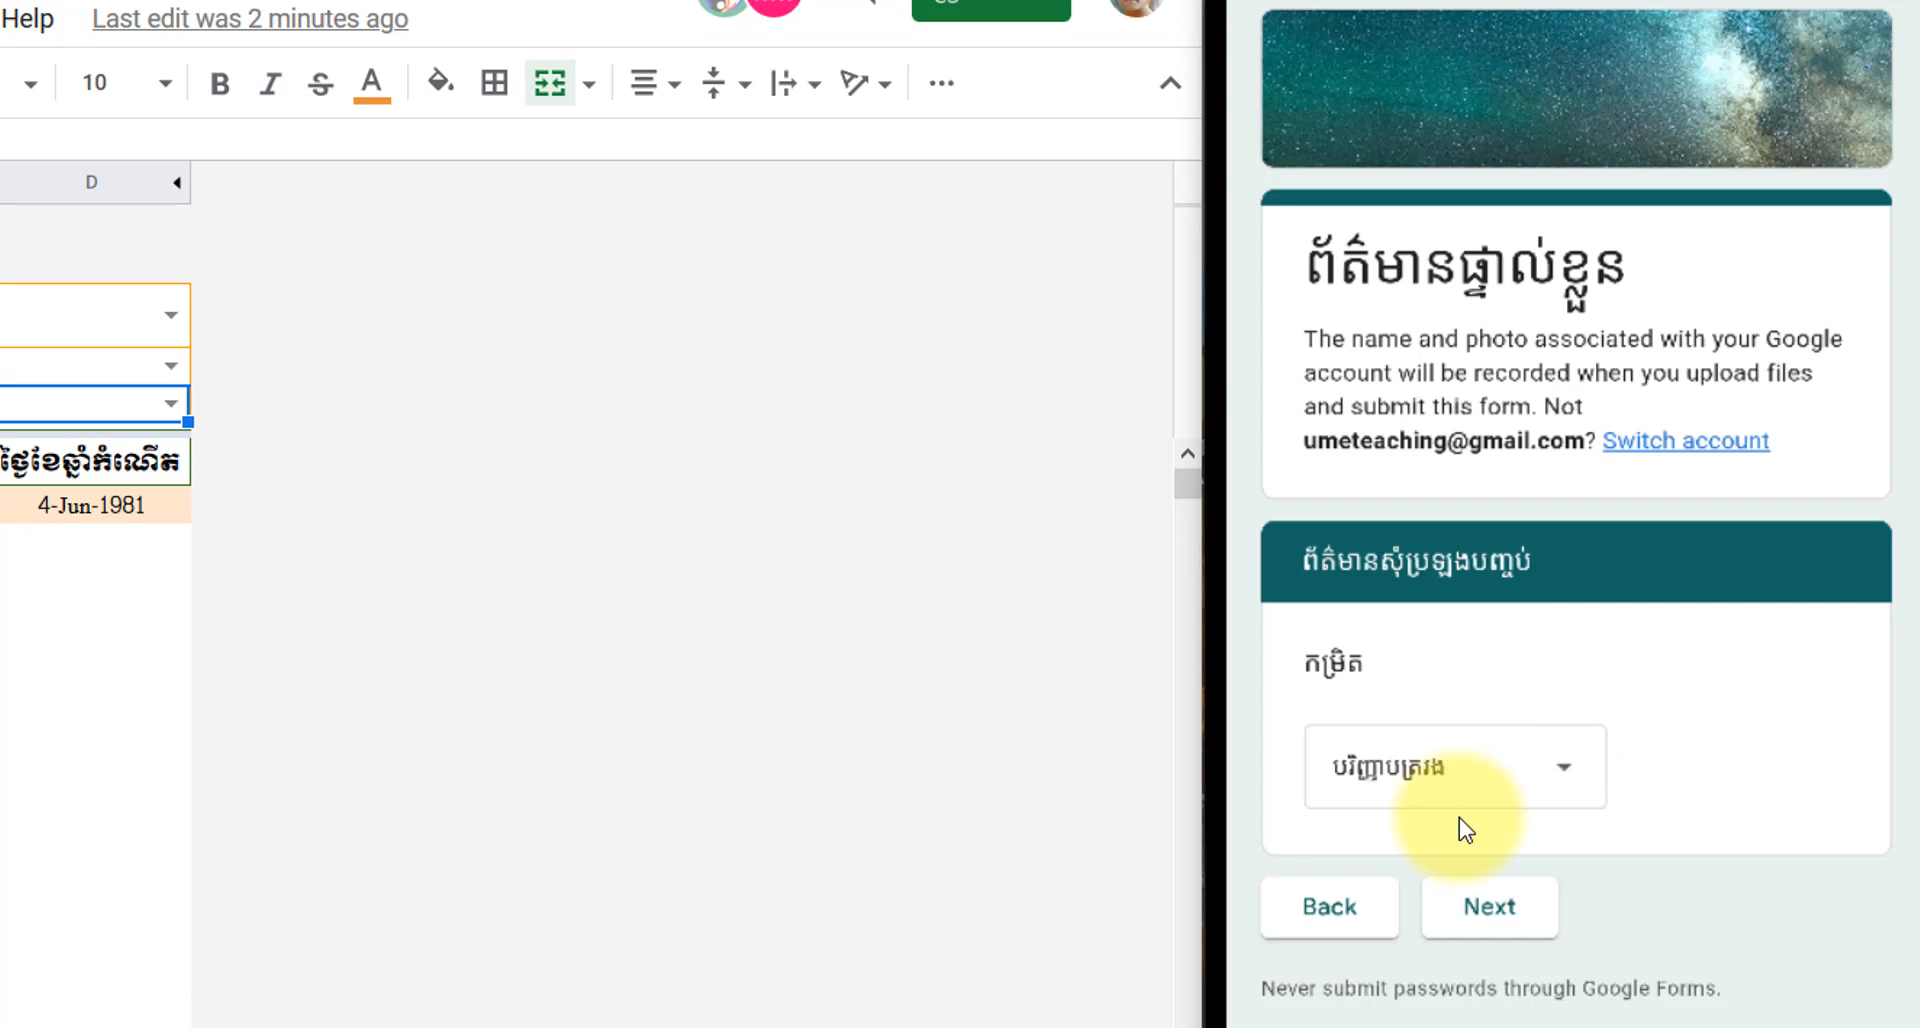 Help
Last edit was 2 minutes ago
10
B
I
S
A
D
ថ្ងៃខែឆ្នាំកំណើត
4-Jun-1981
ព័ត៌មានផ្ទាល់ខ្លួន
The name and photo associated with your Google
account will be recorded when you upload files
and submit this form. Not
umeteaching@gmail.com? Switch account
ព័ត៌មានសុំប្រឡងបញ្ចប់
កម្រិត
បរិញ្ញាបត្ររង
Back
Next
Never submit passwords through Google Forms.